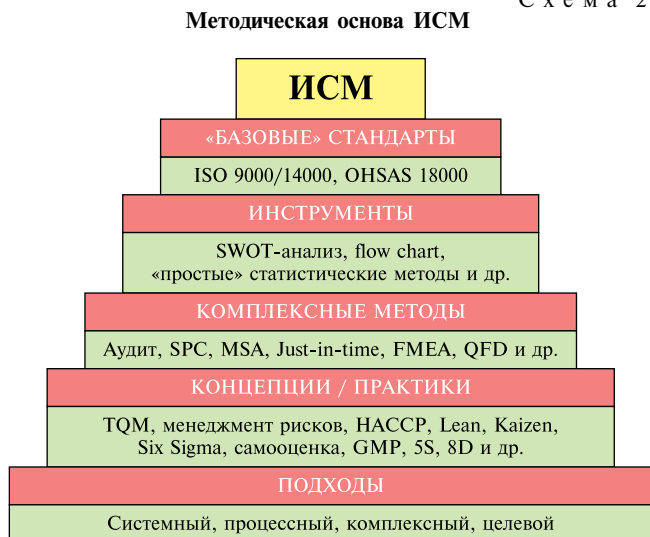 Схема 2
Методическая основа ИСМ
ИСМ
«БАЗОВЫЕ» СТАНДАРТЫ
ISO 9000/14000, OHSAS 18000
ИНСТРУМЕНТЫ
SWOT-анализ, flow chart,
«простые» статистические методы и др.
КОМПЛЕКСНЫЕ МЕТОДЫ
Аудит, SPC, MSA, Just-in-time, FMEA, QFD и др.
КОНЦЕПЦИИ / ПРАКТИКИ
TQM, менеджмент рисков, HACCP, Lean, Kaizen,
Six Sigma, самооценка, GMP, 5S, 8D и др.
ПОДХОДЫ
Системный, процессный, комплексный, целевой